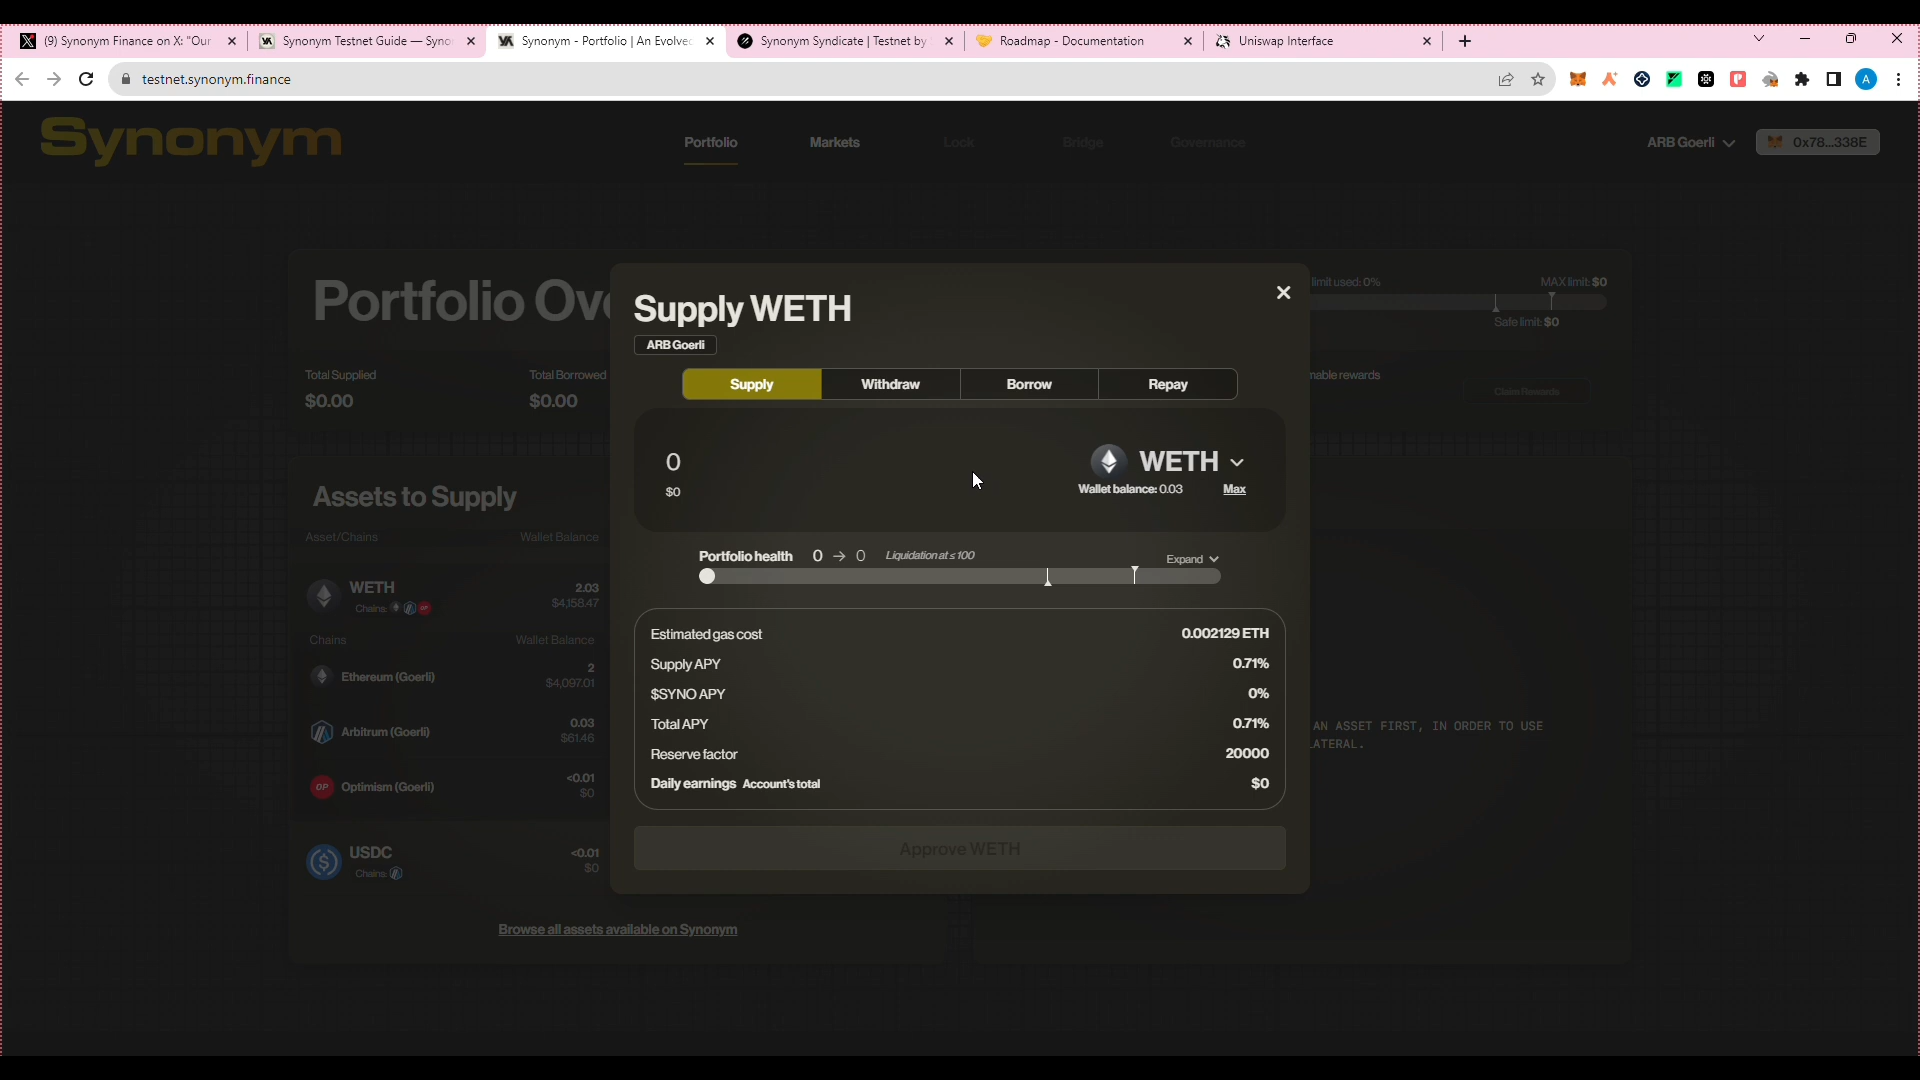 (9) Synonym Finance on X: "Our
Synonym Testnet Guide — Syno
Synonym - Portfolio | An Evolved
Synonym Syndicate | Testnet by
Roadmap - Documentation
Uniswap Interface
testnet.synonym.finance
A
Synonym
Portfolio
Markets
Lock
Bridge
Governance
ARB Goerli
0x78...338E
Portfolio Ove
limit used: 0%
MAX limit: $0
Safe limit: $0
Total Supplied
Total Borrowed
$0.00
$0.00
Claim Rewards
Supply WETH
ARB Goerli
Supply
Withdraw
Borrow
Repay
0
$0
WETH
Wallet balance: 0.03
Max
Portfolio health 0 → 0 Liquidation at ≤ 100
Expand
Estimated gas cost 0.002129 ETH
Supply APY 0.71%
$SYNO APY 0%
Total APY 0.71%
Reserve factor 20000
Daily earnings Account's total $0
Approve WETH
Assets to Supply
Asset/Chains
Wallet Balance
WETH
Chains:
2.03
$4,158.47
Chains
Wallet Balance
Ethereum (Goerli)
2
$4,097.01
Arbitrum (Goerli)
0.03
$61.46
OP
Optimism (Goerli)
<0.01
$0
USDC
Chains:
<0.01
$0
Browse all assets available on Synonym
AN ASSET FIRST, IN ORDER TO USE